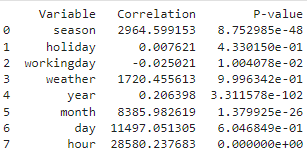 Variable Correlation P-value
0 season 2964.599153 8.752985e-48
1 holiday 0.007621 4.330150e-01
2 workingday -0.025021 1.004078e-02
3 weather 1720.455613 9.996342e-01
4 year 0.206398 3.311578e-102
5 month 8385.982619 1.379925e-26
6 day 11497.051305 6.046849e-01
7 hour 28580.237683 0.000000e+00